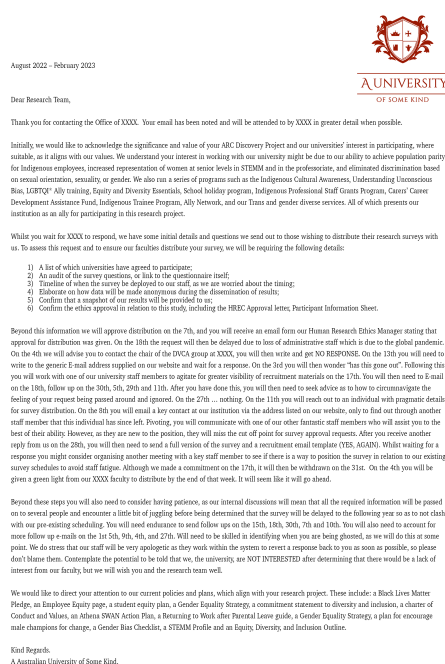 A UNIVERSITY
OF SOME KIND
August 2022 – February 2023
Dear Research Team,
Thank you for contacting the Office of XXXX. Your email has been noted and will be attended to by XXXX in greater detail when possible.
Initially, we would like to acknowledge the significance and value of your ARC Discovery Project and our universities' interest in participating, where
suitable, as it aligns with our values. We understand your interest in working with our university might be due to our ability to achieve population parity
for Indigenous employees, increased representation of women at senior levels in STEMM and in the professoriate, and eliminated discrimination based
on sexual orientation, sexuality, or gender. We also run a series of programs such as the Indigenous Cultural Awareness, Understanding Unconscious
Bias, LGBTQI⁺ Ally training, Equity and Diversity Essentials, School holiday program, Indigenous Professional Staff Grants Program, Carers' Career
Development Assistance Fund, Indigenous Trainee Program, Ally Network, and our Trans and gender diverse services. All of which presents our
institution as an ally for participating in this research project.
Whilst you wait for XXXX to respond, we have some initial details and questions we send out to those wishing to distribute their research surveys with
us. To assess this request and to ensure our faculties distribute your survey, we will be requiring the following details:
1) A list of which universities have agreed to participate;
2) An audit of the survey questions, or link to the questionnaire itself;
3) Timeline of when the survey be deployed to our staff, as we are worried about the timing;
4) Elaborate on how data will be made anonymous during the dissemination of results;
5) Confirm that a snapshot of our results will be provided to us;
6) Confirm the ethics approval in relation to this study, including the HREC Approval letter, Participant Information Sheet.
Beyond this information we will approve distribution on the 7th, and you will receive an email form our Human Research Ethics Manager stating that
approval for distribution was given. On the 18th the request will then be delayed due to loss of administrative staff which is due to the global pandemic.
On the 4th we will advise you to contact the chair of the DVCA group at XXXX, you will then write and get NO RESPONSE. On the 13th you will need to
write to the generic E-mail address supplied on our website and wait for a response. On the 3rd you will then wonder "has this gone out". Following this
you will work with one of our university staff members to agitate for greater visibility of recruitment materials on the 17th. You will then need to E-mail
on the 18th, follow up on the 30th, 5th, 29th and 11th. After you have done this, you will then need to seek advice as to how to circumnavigate the
feeling of your request being passed around and ignored. On the 27th … nothing. On the 11th you will reach out to an individual with pragmatic details
for survey distribution. On the 8th you will email a key contact at our institution via the address listed on our website, only to find out through another
staff member that this individual has since left. Pivoting, you will communicate with one of our other fantastic staff members who will assist you to the
best of their ability. However, as they are new to the position, they will miss the cut off point for survey approval requests. After you receive another
reply from us on the 28th, you will then need to send a full version of the survey and a recruitment email template (YES, AGAIN). Whilst waiting for a
response you might consider organising another meeting with a key staff member to see if there is a way to position the survey in relation to our existing
survey schedules to avoid staff fatigue. Although we made a commitment on the 17th, it will then be withdrawn on the 31st. On the 4th you will be
given a green light from our XXXX faculty to distribute by the end of that week. It will seem like it will go ahead.
Beyond these steps you will also need to consider having patience, as our internal discussions will mean that all the required information will be passed
on to several people and encounter a little bit of juggling before being determined that the survey will be delayed to the following year so as to not clash
with our pre-existing scheduling. You will need endurance to send follow ups on the 15th, 18th, 30th, 7th and 10th. You will also need to account for
more follow up e-mails on the 1st 5th, 9th, 4th, and 27th. Will need to be skilled in identifying when you are being ghosted, as we will do this at some
point. We do stress that our staff will be very apologetic as they work within the system to revert a response back to you as soon as possible, so please
don't blame them. Contemplate the potential to be told that we, the university, are NOT INTERESTED after determining that there would be a lack of
interest from our faculty, but we will wish you and the research team well.
We would like to direct your attention to our current policies and plans, which align with your research project. These include: a Black Lives Matter
Pledge, an Employee Equity page, a student equity plan, a Gender Equality Strategy, a commitment statement to diversity and inclusion, a charter of
Conduct and Values, an Athena SWAN Action Plan, a Returning to Work after Parental Leave guide, a Gender Equality Strategy, a plan for encourage
male champions for change, a Gender Bias Checklist, a STEMM Profile and an Equity, Diversity, and Inclusion Outline.
Kind Regards.
A Australian University of Some Kind.